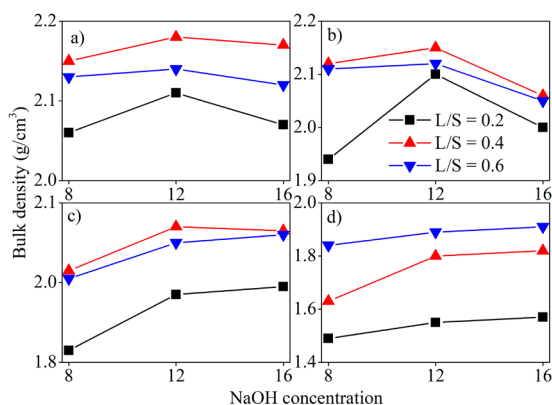 2.2
a)
2.1
2.0
8
12
16
2.2
b)
2.1
2.0
1.9
8
12
16
L/S = 0.2
L/S = 0.4
L/S = 0.6
Bulk density (g/cm³)
2.1
c)
2.0
1.8
8
12
16
2.0
d)
1.8
1.6
1.4
8
12
16
NaOH concentration